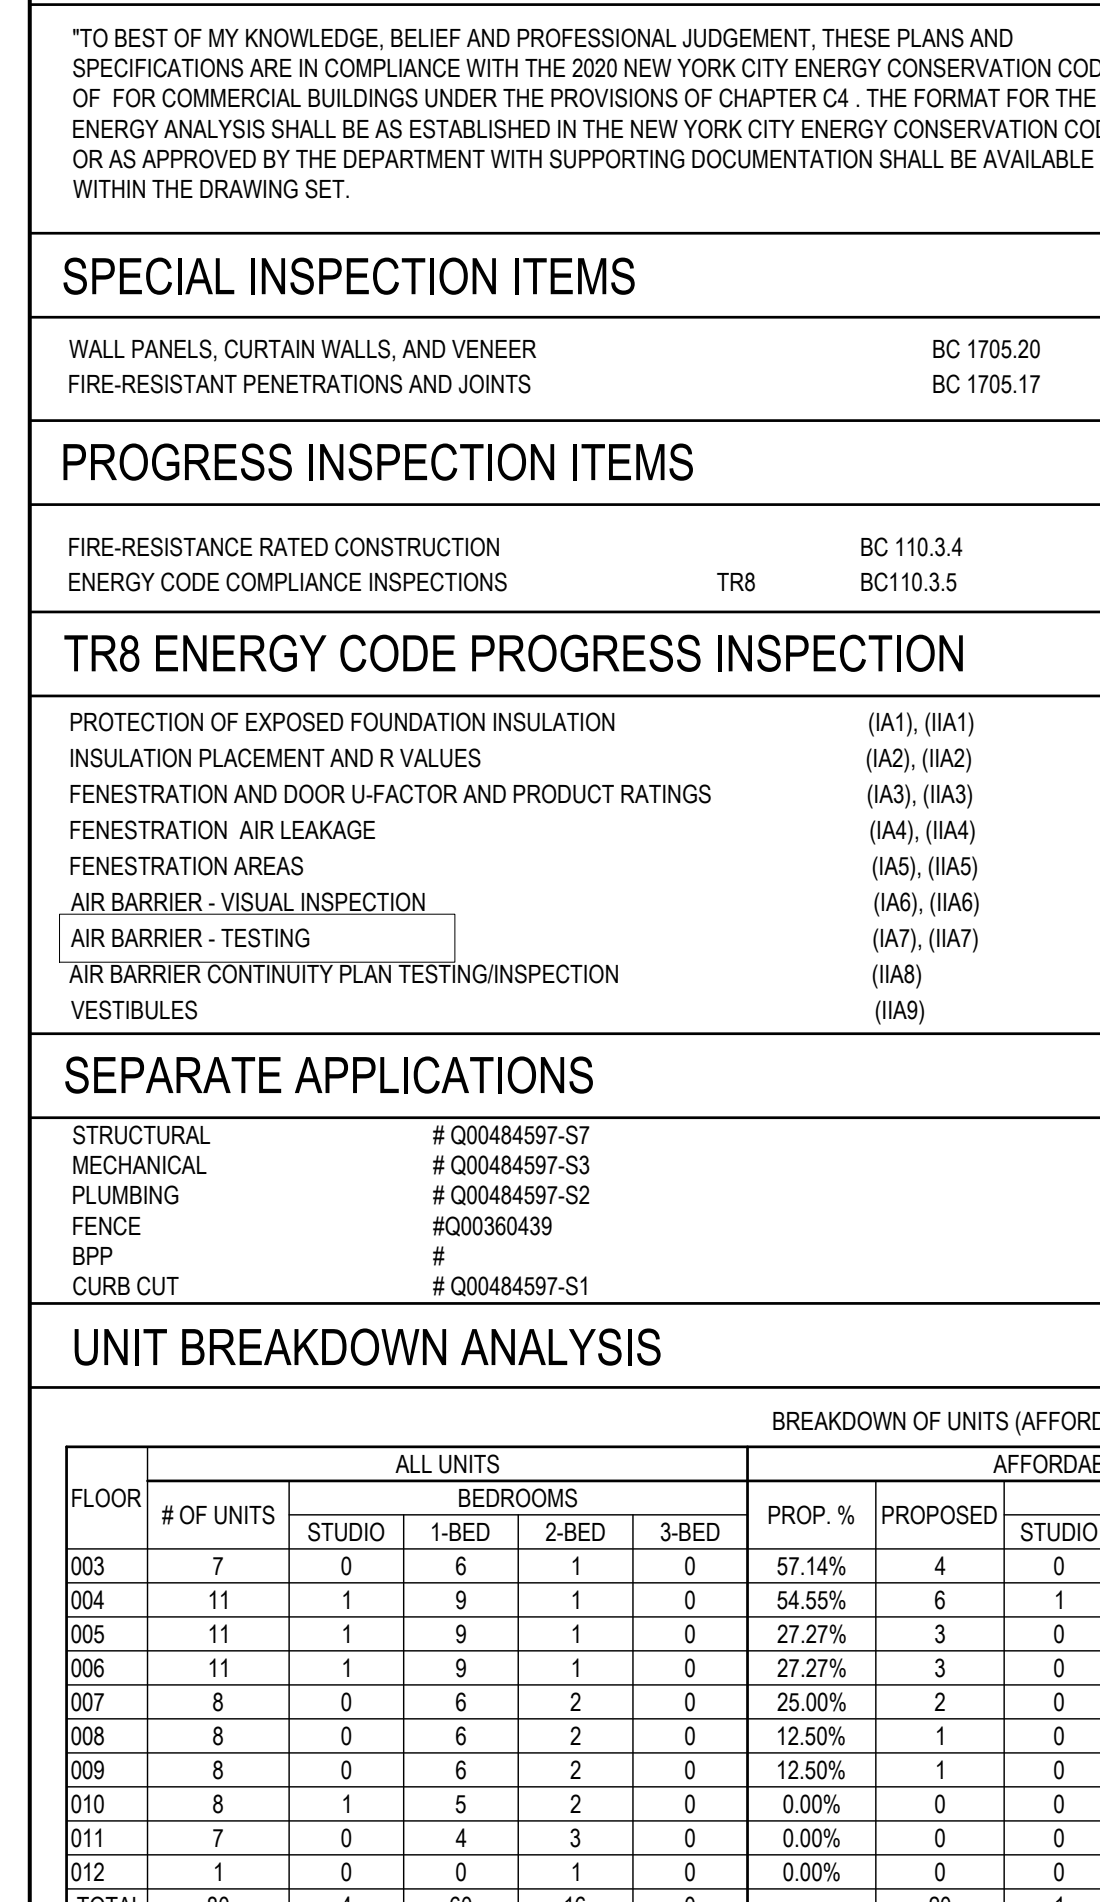 "TO BEST OF MY KNOWLEDGE, BELIEF AND PROFESSIONAL JUDGEMENT, THESE PLANS AND
SPECIFICATIONS ARE IN COMPLIANCE WITH THE 2020 NEW YORK CITY ENERGY CONSERVATION COD
OF FOR COMMERCIAL BUILDINGS UNDER THE PROVISIONS OF CHAPTER C4 . THE FORMAT FOR THE
ENERGY ANALYSIS SHALL BE AS ESTABLISHED IN THE NEW YORK CITY ENERGY CONSERVATION COD
OR AS APPROVED BY THE DEPARTMENT WITH SUPPORTING DOCUMENTATION SHALL BE AVAILABLE
WITHIN THE DRAWING SET.
SPECIAL INSPECTION ITEMS
WALL PANELS, CURTAIN WALLS, AND VENEER BC 1705.20
FIRE-RESISTANT PENETRATIONS AND JOINTS BC 1705.17
PROGRESS INSPECTION ITEMS
FIRE-RESISTANCE RATED CONSTRUCTION BC 110.3.4
ENERGY CODE COMPLIANCE INSPECTIONS TR8 BC110.3.5
TR8 ENERGY CODE PROGRESS INSPECTION
PROTECTION OF EXPOSED FOUNDATION INSULATION (IA1), (IIA1)
INSULATION PLACEMENT AND R VALUES (IA2), (IIA2)
FENESTRATION AND DOOR U-FACTOR AND PRODUCT RATINGS (IA3), (IIA3)
FENESTRATION AIR LEAKAGE (IA4), (IIA4)
FENESTRATION AREAS (IA5), (IIA5)
AIR BARRIER - VISUAL INSPECTION (IA6), (IIA6)
AIR BARRIER - TESTING (IA7), (IIA7)
AIR BARRIER CONTINUITY PLAN TESTING/INSPECTION (IIA8)
VESTIBULES (IIA9)
SEPARATE APPLICATIONS
STRUCTURAL # Q00484597-S7
MECHANICAL # Q00484597-S3
PLUMBING # Q00484597-S2
FENCE #Q00360439
BPP #
CURB CUT # Q00484597-S1
UNIT BREAKDOWN ANALYSIS
BREAKDOWN OF UNITS (AFFORD
ALL UNITS AFFORDAB
FLOOR # OF UNITS BEDROOMS PROP. % PROPOSED
STUDIO 1-BED 2-BED 3-BED STUDIO
003 7 0 6 1 0 57.14% 4 0
004 11 1 9 1 0 54.55% 6 1
005 11 1 9 1 0 27.27% 3 0
006 11 1 9 1 0 27.27% 3 0
007 8 0 6 2 0 25.00% 2 0
008 8 0 6 2 0 12.50% 1 0
009 8 0 6 2 0 12.50% 1 0
010 8 1 5 2 0 0.00% 0 0
011 7 0 4 3 0 0.00% 0 0
012 1 0 0 1 0 0.00% 0 0
TOTAL 80 4 60 16 0 20 1